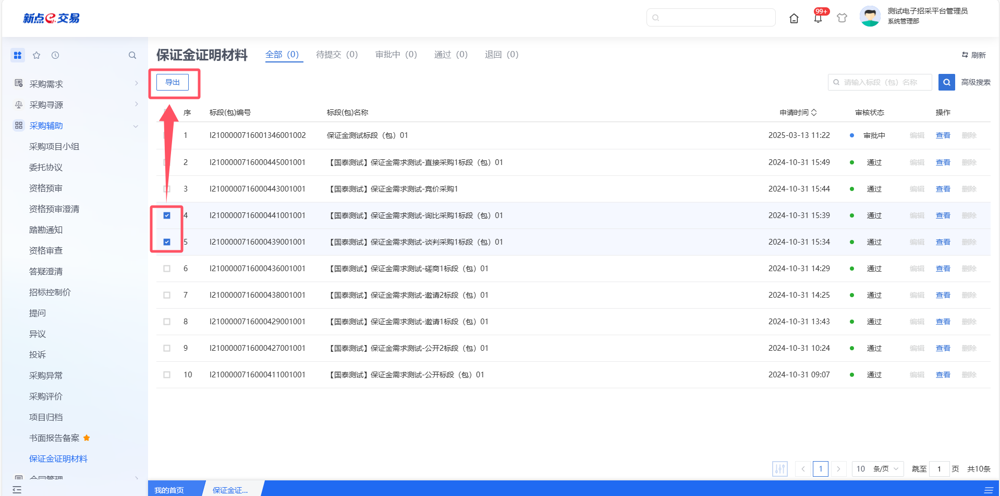 新点e交易
99+
测试电子招采平台管理员
系统管理部
采购需求
采购寻源
采购辅助
采购项目小组
委托协议
资格预审
资格预审澄清
踏勘通知
资格审查
答疑澄清
招标控制价
提问
异议
投诉
采购异常
采购评价
项目归档
书面报告备案
保证金证明材料
合同管理
保证金证明材料 全部（0） 待提交（0） 审批中（0） 通过（0） 退回（0） 刷新
导出 请输入标段（包）名称 高级搜索
序 标段(包)编号 标段(包)名称 申请时间 审核状态 操作
1 I2100000716001346001002 保证金测试标段（包）01 2025-03-13 11:22 审批中 编辑 查看 删除
2 I2100000716000445001001 【国泰测试】保证金需求测试-直接采购1标段（包）01 2024-10-31 15:49 通过 编辑 查看 删除
3 I2100000716000443001001 【国泰测试】保证金需求测试-竞价采购1 2024-10-31 15:44 通过 编辑 查看 删除
4 I2100000716000441001001 【国泰测试】保证金需求测试-询比采购1标段（包）01 2024-10-31 15:39 通过 编辑 查看 删除
5 I2100000716000439001001 【国泰测试】保证金需求测试-谈判采购1标段（包）01 2024-10-31 15:34 通过 编辑 查看 删除
6 I2100000716000436001001 【国泰测试】保证金需求测试-磋商1标段（包）01 2024-10-31 14:29 通过 编辑 查看 删除
7 I2100000716000438001001 【国泰测试】保证金需求测试-邀请2标段（包）01 2024-10-31 14:25 通过 编辑 查看 删除
8 I2100000716000429001001 【国泰测试】保证金需求测试-邀请1标段（包）01 2024-10-31 13:43 通过 编辑 查看 删除
9 I2100000716000427001001 【国泰测试】保证金需求测试-公开2标段（包）01 2024-10-31 10:24 通过 编辑 查看 删除
10 I2100000716000411001001 【国泰测试】保证金需求测试-公开标段（包）01 2024-10-31 09:07 通过 编辑 查看 删除
1 10 条/页 跳至 1 页 共10条
我的首页 保证金证...